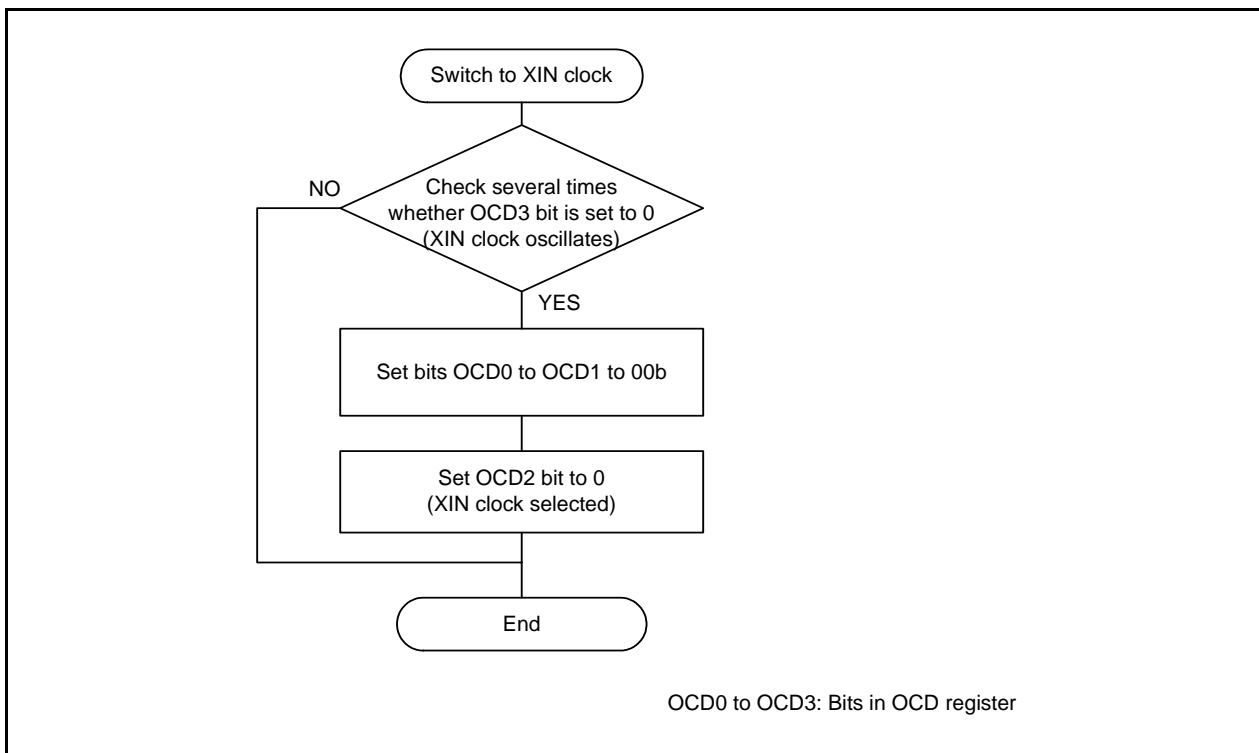 Switch to XIN clock
NO
Check several times
whether OCD3 bit is set to 0
(XIN clock oscillates)
YES
Set bits OCD0 to OCD1 to 00b
Set OCD2 bit to 0
(XIN clock selected)
End
OCD0 to OCD3: Bits in OCD register